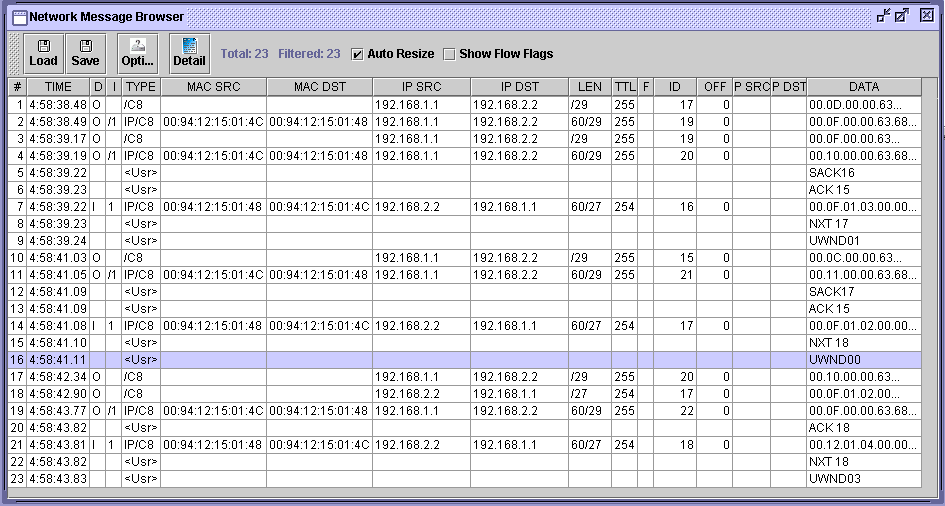 Network Message Browser
Load Save Opti... Detail Total: 23 Filtered: 23 Auto Resize Show Flow Flags
# TIME D I TYPE MAC SRC MAC DST IP SRC IP DST LEN TTL F ID OFF P SRC P DST DATA
1 4:58:38.48 O /C8 192.168.1.1 192.168.2.2 /29 255 17 0 00.0D.00.00.63...
2 4:58:38.49 O /1 IP/C8 00:94:12:15:01:4C 00:94:12:15:01:48 192.168.1.1 192.168.2.2 60/29 255 19 0 00.0F.00.00.63.68...
3 4:58:39.17 O /C8 192.168.1.1 192.168.2.2 /29 255 19 0 00.0F.00.00.63...
4 4:58:39.19 O /1 IP/C8 00:94:12:15:01:4C 00:94:12:15:01:48 192.168.1.1 192.168.2.2 60/29 255 20 0 00.10.00.00.63.68...
5 4:58:39.22 <Usr> SACK16
6 4:58:39.23 <Usr> ACK 15
7 4:58:39.22 I 1 IP/C8 00:94:12:15:01:48 00:94:12:15:01:4C 192.168.2.2 192.168.1.1 60/27 254 16 0 00.0F.01.03.00.00...
8 4:58:39.23 <Usr> NXT 17
9 4:58:39.24 <Usr> UWND01
10 4:58:41.03 O /C8 192.168.1.1 192.168.2.2 /29 255 15 0 00.0C.00.00.63...
11 4:58:41.05 O /1 IP/C8 00:94:12:15:01:4C 00:94:12:15:01:48 192.168.1.1 192.168.2.2 60/29 255 21 0 00.11.00.00.63.68...
12 4:58:41.09 <Usr> SACK17
13 4:58:41.09 <Usr> ACK 15
14 4:58:41.08 I 1 IP/C8 00:94:12:15:01:48 00:94:12:15:01:4C 192.168.2.2 192.168.1.1 60/27 254 17 0 00.0F.01.02.00.00...
15 4:58:41.10 <Usr> NXT 18
16 4:58:41.11 <Usr> UWND00
17 4:58:42.34 O /C8 192.168.1.1 192.168.2.2 /29 255 20 0 00.10.00.00.63...
18 4:58:42.90 O /C8 192.168.2.2 192.168.1.1 /27 254 17 0 00.0F.01.02.00...
19 4:58:43.77 O /1 IP/C8 00:94:12:15:01:4C 00:94:12:15:01:48 192.168.1.1 192.168.2.2 60/29 255 22 0 00.0F.00.00.63.68...
20 4:58:43.82 <Usr> ACK 18
21 4:58:43.81 I 1 IP/C8 00:94:12:15:01:48 00:94:12:15:01:4C 192.168.2.2 192.168.1.1 60/27 254 18 0 00.12.01.04.00.00...
22 4:58:43.82 <Usr> NXT 18
23 4:58:43.83 <Usr> UWND03